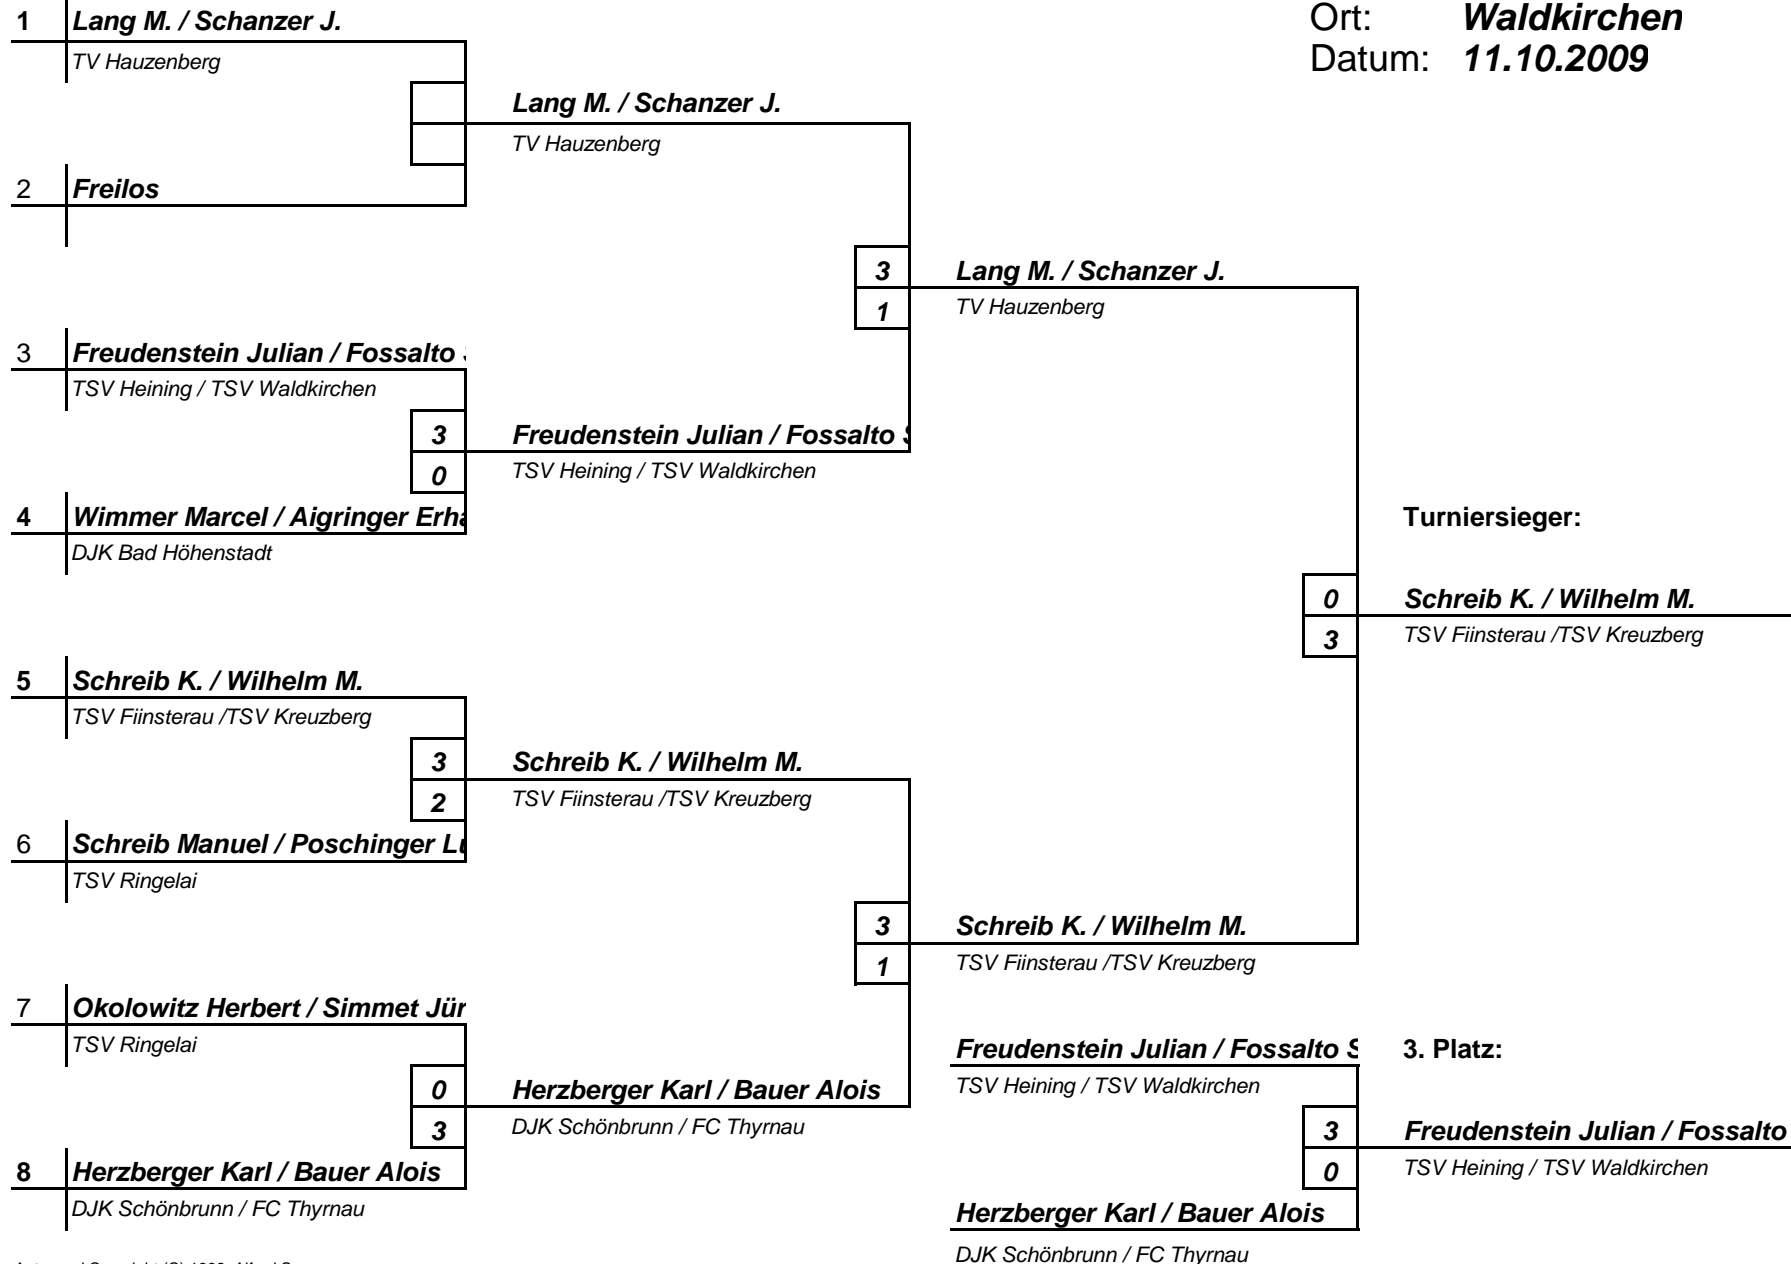 1 Lang M. / Schanzer J.
TV Hauzenberg
Ort: Waldkirchen
Datum: 11.10.2009
Lang M. / Schanzer J.
TV Hauzenberg
2 Freilos
3 Lang M. / Schanzer J.
1 TV Hauzenberg
3 Freudenstein Julian / Fossalto
TSV Heining / TSV Waldkirchen
3 Freudenstein Julian / Fossalto S
0 TSV Heining / TSV Waldkirchen
4 Wimmer Marcel / Aigringer Erha
DJK Bad Höhenstadt
Turniersieger:
0 Schreib K. / Wilhelm M.
3 TSV Fiinsterau /TSV Kreuzberg
5 Schreib K. / Wilhelm M.
TSV Fiinsterau /TSV Kreuzberg
3 Schreib K. / Wilhelm M.
2 TSV Fiinsterau /TSV Kreuzberg
6 Schreib Manuel / Poschinger Lu
TSV Ringelai
3 Schreib K. / Wilhelm M.
1 TSV Fiinsterau /TSV Kreuzberg
7 Okolowitz Herbert / Simmet Jür
TSV Ringelai
0 Herzberger Karl / Bauer Alois
3 DJK Schönbrunn / FC Thyrnau
8 Herzberger Karl / Bauer Alois
DJK Schönbrunn / FC Thyrnau
Freudenstein Julian / Fossalto S
TSV Heining / TSV Waldkirchen
3. Platz:
3 Freudenstein Julian / Fossalto
0 TSV Heining / TSV Waldkirchen
Herzberger Karl / Bauer Alois
DJK Schönbrunn / FC Thyrnau